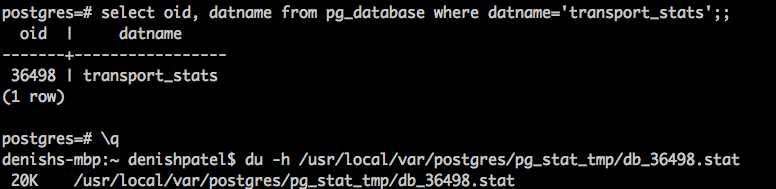 postgres=# select oid, datname from pg_database where datname='transport_stats';;
  oid  |     datname
-------+-----------------
 36498 | transport_stats
(1 row)
postgres=# \q
denishs-mbp:~ denishpatel$ du -h /usr/local/var/postgres/pg_stat_tmp/db_36498.stat
 20K    /usr/local/var/postgres/pg_stat_tmp/db_36498.stat